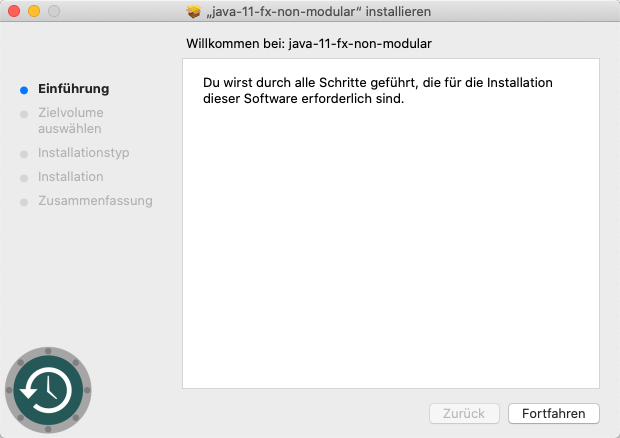 „java-11-fx-non-modular“ installieren
Willkommen bei: java-11-fx-non-modular
Einführung
Zielvolume
auswählen
Installationstyp
Installation
Zusammenfassung
Du wirst durch alle Schritte geführt, die für die Installation
dieser Software erforderlich sind.
Zurück
Fortfahren